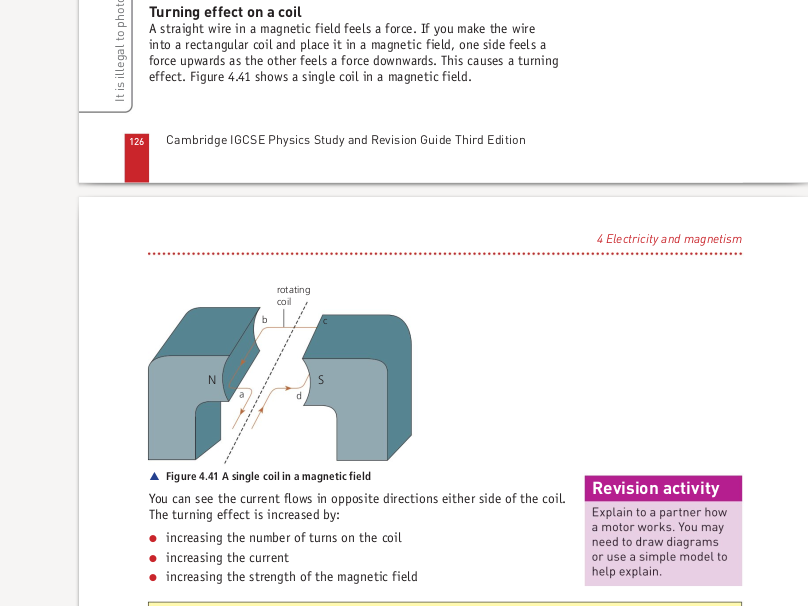 It is illegal to photo
Turning effect on a coil
A straight wire in a magnetic field feels a force. If you make the wire
into a rectangular coil and place it in a magnetic field, one side feels a
force upwards as the other feels a force downwards. This causes a turning
effect. Figure 4.41 shows a single coil in a magnetic field.
126
Cambridge IGCSE Physics Study and Revision Guide Third Edition
4 Electricity and magnetism
rotating
coil
b
c
N
S
a
d
▲ Figure 4.41 A single coil in a magnetic field
You can see the current flows in opposite directions either side of the coil.
The turning effect is increased by:
● increasing the number of turns on the coil
● increasing the current
● increasing the strength of the magnetic field
Revision activity
Explain to a partner how
a motor works. You may
need to draw diagrams
or use a simple model to
help explain.